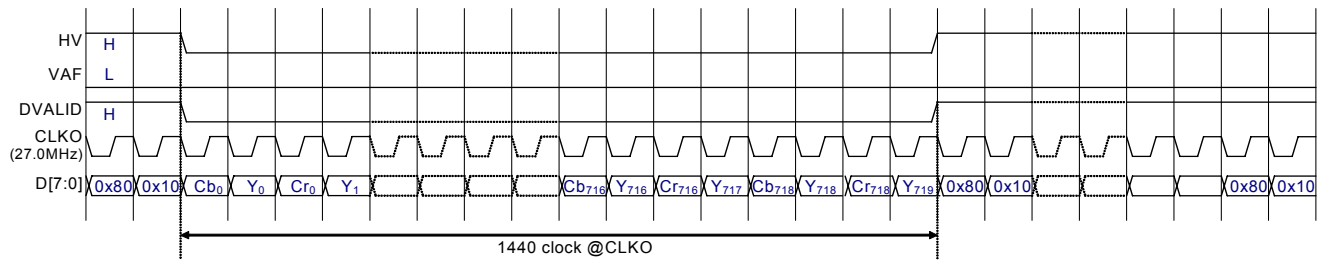 HV H
VAF L
DVALID H
CLKO
(27.0MHz)
D[7:0] 0x80 0x10 Cb0 Y0 Cr0 Y1 Cb716 Y716 Cr716 Y717 Cb718 Y718 Cr718 Y719 0x80 0x10 0x80 0x10
1440 clock @CLKO